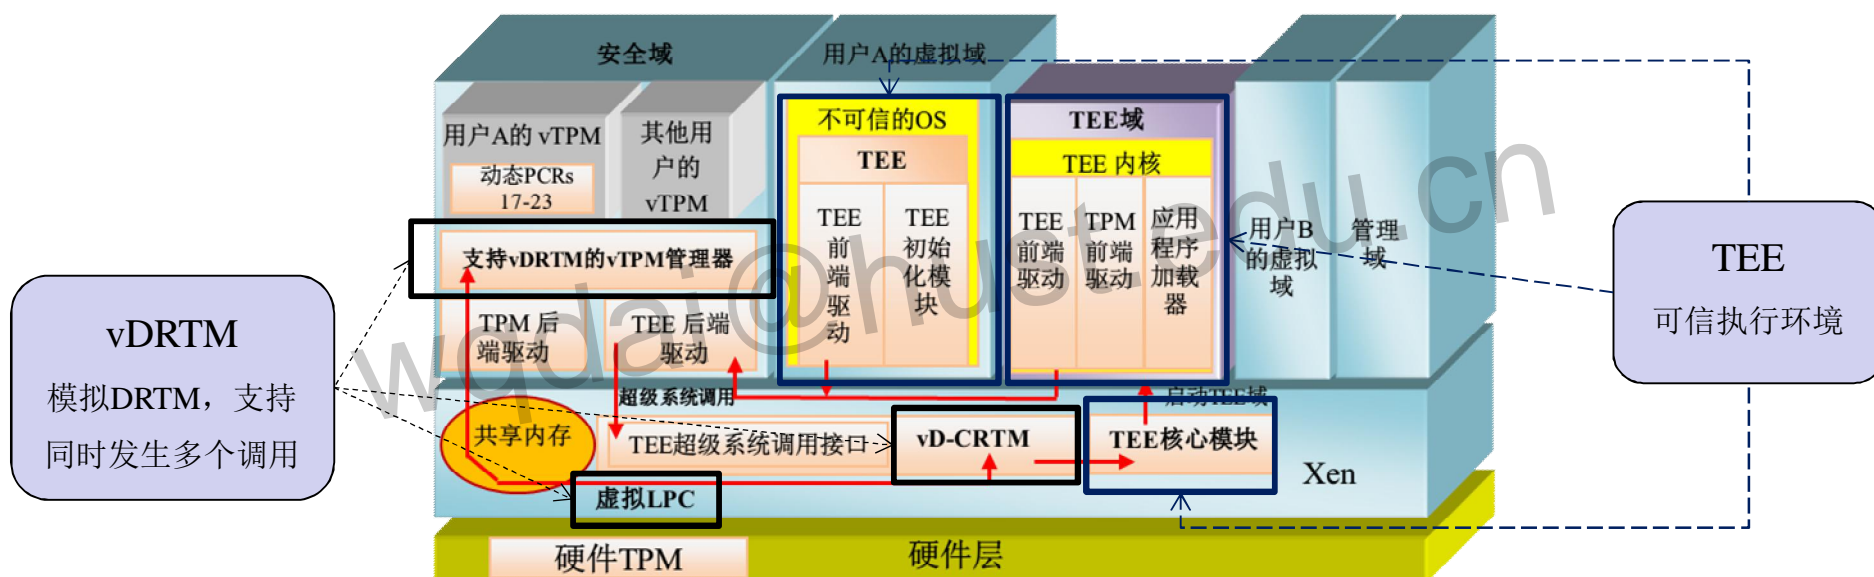 安全域
用户A的虚拟域
用户A的 vTPM
动态PCRs
17-23
其他用
户的
vTPM
支持vDRTM的vTPM管理器
TPM 后
端驱动
TEE 后端
驱动
不可信的OS
TEE
TEE
前
端
驱
动
TEE
初始
化模
块
TEE域
TEE 内核
TEE
前端
驱动
TPM
前端
驱动
应用
程序
加载
器
用户B
的虚拟
域
管理
域
vDRTM
模拟DRTM，支持
同时发生多个调用
TEE
可信执行环境
超级系统调用
启动TEE域
共享内存
TEE超级系统调用接口
vD-CRTM
TEE核心模块
虚拟LPC
Xen
硬件TPM
硬件层
wqdai@hust.edu.cn